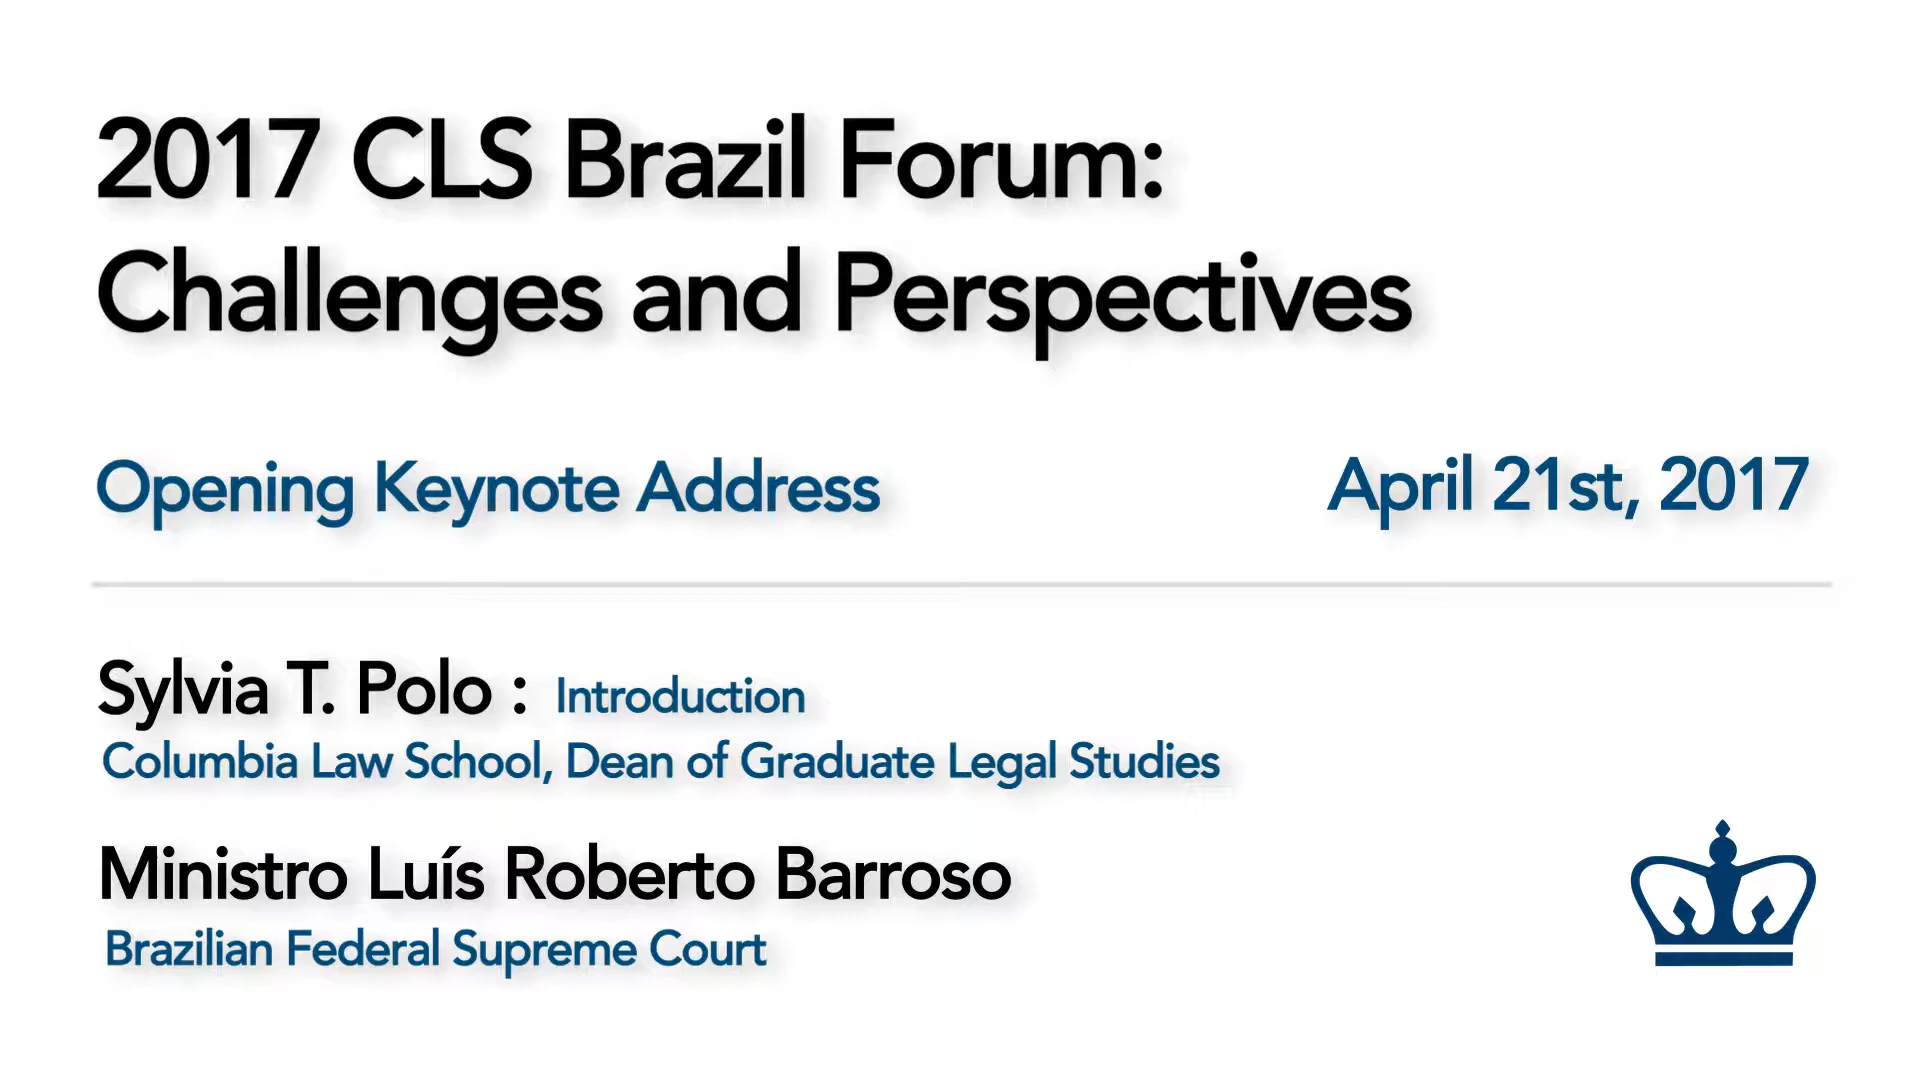 2017 CLS Brazil Forum:
Challenges and Perspectives
Opening Keynote Address April 21st, 2017
Sylvia T. Polo : Introduction
Columbia Law School, Dean of Graduate Legal Studies
Ministro Luís Roberto Barroso
Brazilian Federal Supreme Court